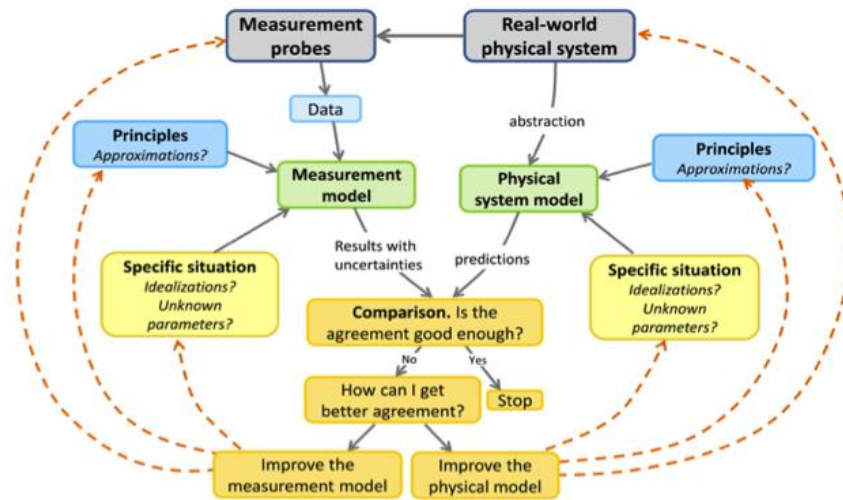 Measurement
probes
Real-world
physical system
Data
abstraction
Principles
Approximations?
Principles
Approximations?
Measurement
model
Physical
system model
Results with
uncertainties
predictions
Specific situation
Idealizations?
Unknown
parameters?
Specific situation
Idealizations?
Unknown
parameters?
Comparison. Is the
agreement good enough?
No
Yes
How can I get
better agreement?
Stop
Improve the
measurement model
Improve the
physical model